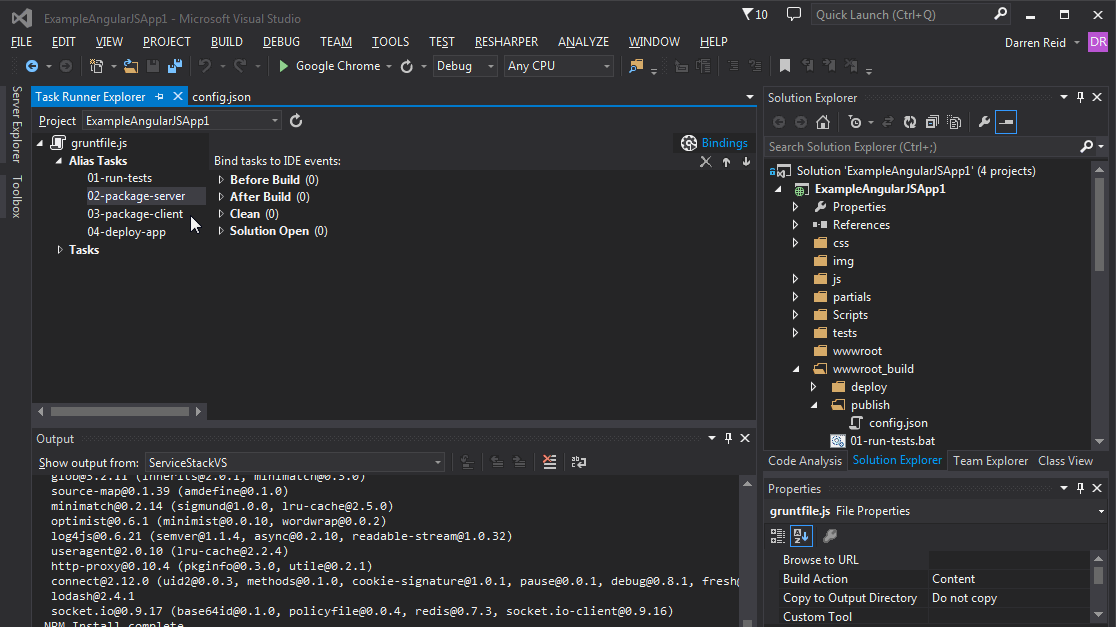 ExampleAngularJSApp1 - Microsoft Visual Studio
10
Quick Launch (Ctrl+Q)
FILE EDIT VIEW PROJECT BUILD DEBUG TEAM TOOLS TEST RESHARPER ANALYZE WINDOW HELP
Darren Reid
DR
Google Chrome
Debug
Any CPU
Server Explorer
Toolbox
Task Runner Explorer
config.json
Project ExampleAngularJSApp1
gruntfile.js
Bindings
Alias Tasks
01-run-tests
02-package-server
03-package-client
04-deploy-app
Tasks
Bind tasks to IDE events:
Before Build (0)
After Build (0)
Clean (0)
Solution Open (0)
Output
Show output from: ServiceStackVS
glob@3.2.11 (inherits@2.0.1, minimatch@0.3.0)
source-map@0.1.39 (amdefine@0.1.0)
minimatch@0.2.14 (sigmund@1.0.0, lru-cache@2.5.0)
optimist@0.6.1 (minimist@0.0.10, wordwrap@0.0.2)
log4js@0.6.21 (semver@1.1.4, async@0.2.10, readable-stream@1.0.32)
useragent@2.0.10 (lru-cache@2.2.4)
http-proxy@0.10.4 (pkginfo@0.3.0, utile@0.2.1)
connect@2.12.0 (uid2@0.0.3, methods@0.1.0, cookie-signature@1.0.1, pause@0.0.1, debug@0.8.1, fresh@
lodash@2.4.1
socket.io@0.9.17 (base64id@0.1.0, policyfile@0.0.4, redis@0.7.3, socket.io-client@0.9.16)
NPM Install complete
Solution Explorer
Search Solution Explorer (Ctrl+;)
Solution 'ExampleAngularJSApp1' (4 projects)
ExampleAngularJSApp1
Properties
References
css
img
js
partials
Scripts
tests
wwwroot
wwwroot_build
deploy
publish
config.json
01-run-tests.bat
Code Analysis
Solution Explorer
Team Explorer
Class View
Properties
gruntfile.js File Properties
Browse to URL
Build Action Content
Copy to Output Directory Do not copy
Custom Tool